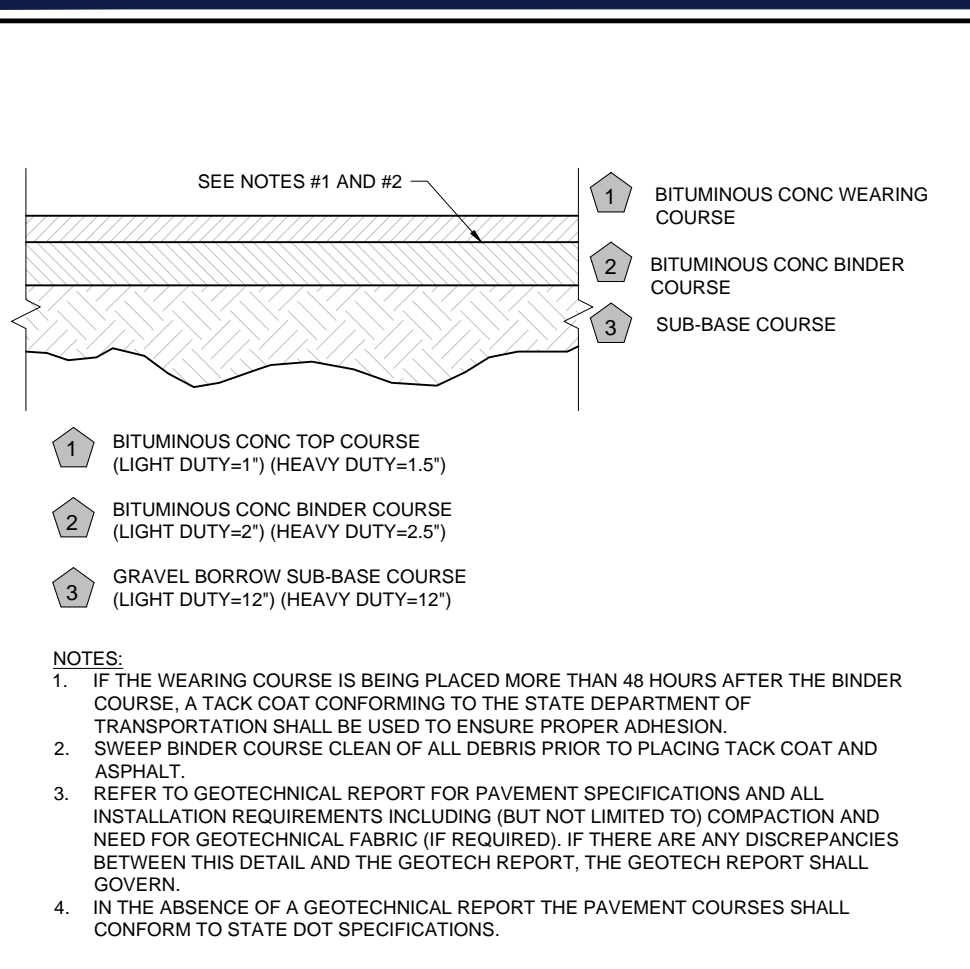 SEE NOTES #1 AND #2
1 BITUMINOUS CONC WEARING
COURSE
2 BITUMINOUS CONC BINDER
COURSE
3 SUB-BASE COURSE
1 BITUMINOUS CONC TOP COURSE
(LIGHT DUTY=1") (HEAVY DUTY=1.5")
2 BITUMINOUS CONC BINDER COURSE
(LIGHT DUTY=2") (HEAVY DUTY=2.5")
3 GRAVEL BORROW SUB-BASE COURSE
(LIGHT DUTY=12") (HEAVY DUTY=12")
NOTES:
1. IF THE WEARING COURSE IS BEING PLACED MORE THAN 48 HOURS AFTER THE BINDER
COURSE, A TACK COAT CONFORMING TO THE STATE DEPARTMENT OF
TRANSPORTATION SHALL BE USED TO ENSURE PROPER ADHESION.
2. SWEEP BINDER COURSE CLEAN OF ALL DEBRIS PRIOR TO PLACING TACK COAT AND
ASPHALT.
3. REFER TO GEOTECHNICAL REPORT FOR PAVEMENT SPECIFICATIONS AND ALL
INSTALLATION REQUIREMENTS INCLUDING (BUT NOT LIMITED TO) COMPACTION AND
NEED FOR GEOTECHNICAL FABRIC (IF REQUIRED). IF THERE ARE ANY DISCREPANCIES
BETWEEN THIS DETAIL AND THE GEOTECH REPORT, THE GEOTECH REPORT SHALL
GOVERN.
4. IN THE ABSENCE OF A GEOTECHNICAL REPORT THE PAVEMENT COURSES SHALL
CONFORM TO STATE DOT SPECIFICATIONS.